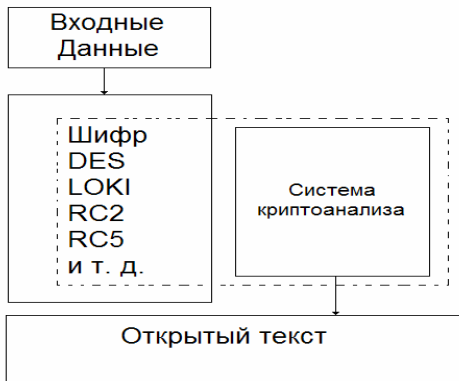 Входные
Данные
Шифр
DES
LOKI
RC2
RC5
и т. д.
Система
криптоанализа
Открытый текст